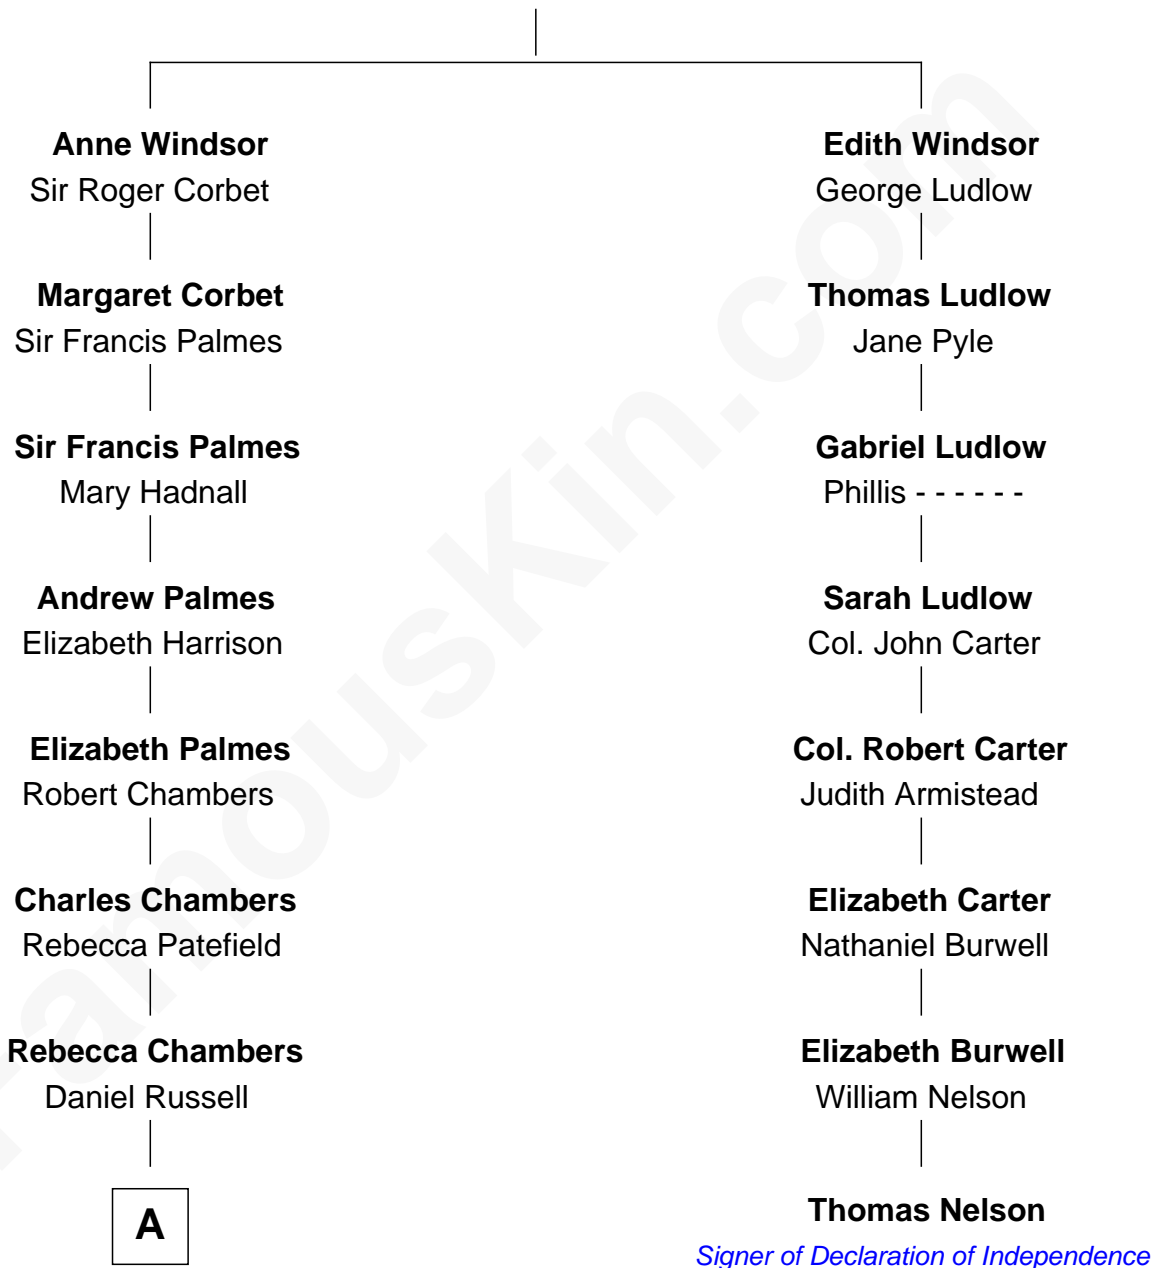 Anne Windsor
Sir Roger Corbet
Margaret Corbet
Sir Francis Palmes
Sir Francis Palmes
Mary Hadnall
Andrew Palmes
Elizabeth Harrison
Elizabeth Palmes
Robert Chambers
Charles Chambers
Rebecca Patefield
Rebecca Chambers
Daniel Russell
A
Edith Windsor
George Ludlow
Thomas Ludlow
Jane Pyle
Gabriel Ludlow
Phillis - - - - - -
Sarah Ludlow
Col. John Carter
Col. Robert Carter
Judith Armistead
Elizabeth Carter
Nathaniel Burwell
Elizabeth Burwell
William Nelson
Thomas Nelson
Signer of Declaration of Independence
FamousKin.com